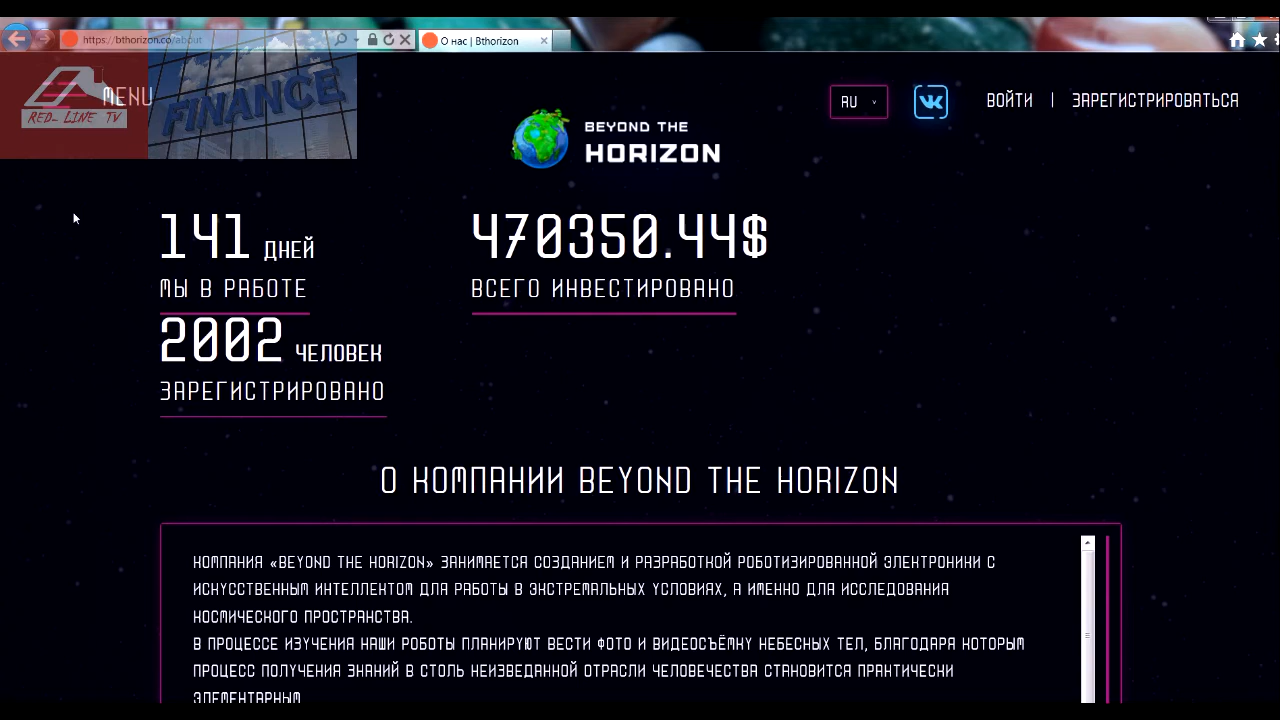 https://bthorizon.co/about
О нас | Bthorizon
RED_ LINE TV
MENU
FINANCE
BEYOND THE
HORIZON
RU
ВОЙТИ | ЗАРЕГИСТРИРОВАТЬСЯ
141 ДНЕЙ
МЫ В РАБОТЕ
470350.44$
ВСЕГО ИНВЕСТИРОВАНО
2002 ЧЕЛОВЕК
ЗАРЕГИСТРИРОВАНО
О КОМПАНИИ BEYOND THE HORIZON
КОМПАНИЯ «BEYOND THE HORIZON» ЗАНИМАЕТСЯ СОЗДАНИЕМ И РАЗРАБОТКОЙ РОБОТИЗИРОВАННОЙ ЭЛЕКТРОНИКИ С
ИСКУССТВЕННЫМ ИНТЕЛЛЕКТОМ ДЛЯ РАБОТЫ В ЭКСТРЕМАЛЬНЫХ УСЛОВИЯХ, А ИМЕННО ДЛЯ ИССЛЕДОВАНИЯ
КОСМИЧЕСКОГО ПРОСТРАНСТВА.
В ПРОЦЕССЕ ИЗУЧЕНИЯ НАШИ РОБОТЫ ПЛАНИРУЮТ ВЕСТИ ФОТО И ВИДЕОСЪЁМКУ НЕБЕСНЫХ ТЕЛ, БЛАГОДАРЯ КОТОРЫМ
ПРОЦЕСС ПОЛУЧЕНИЯ ЗНАНИЙ В СТОЛЬ НЕИЗВЕДАННОЙ ОТРАСЛИ ЧЕЛОВЕЧЕСТВА СТАНОВИТСЯ ПРАКТИЧЕСКИ
ЭЛЕМЕНТАРНЫМ